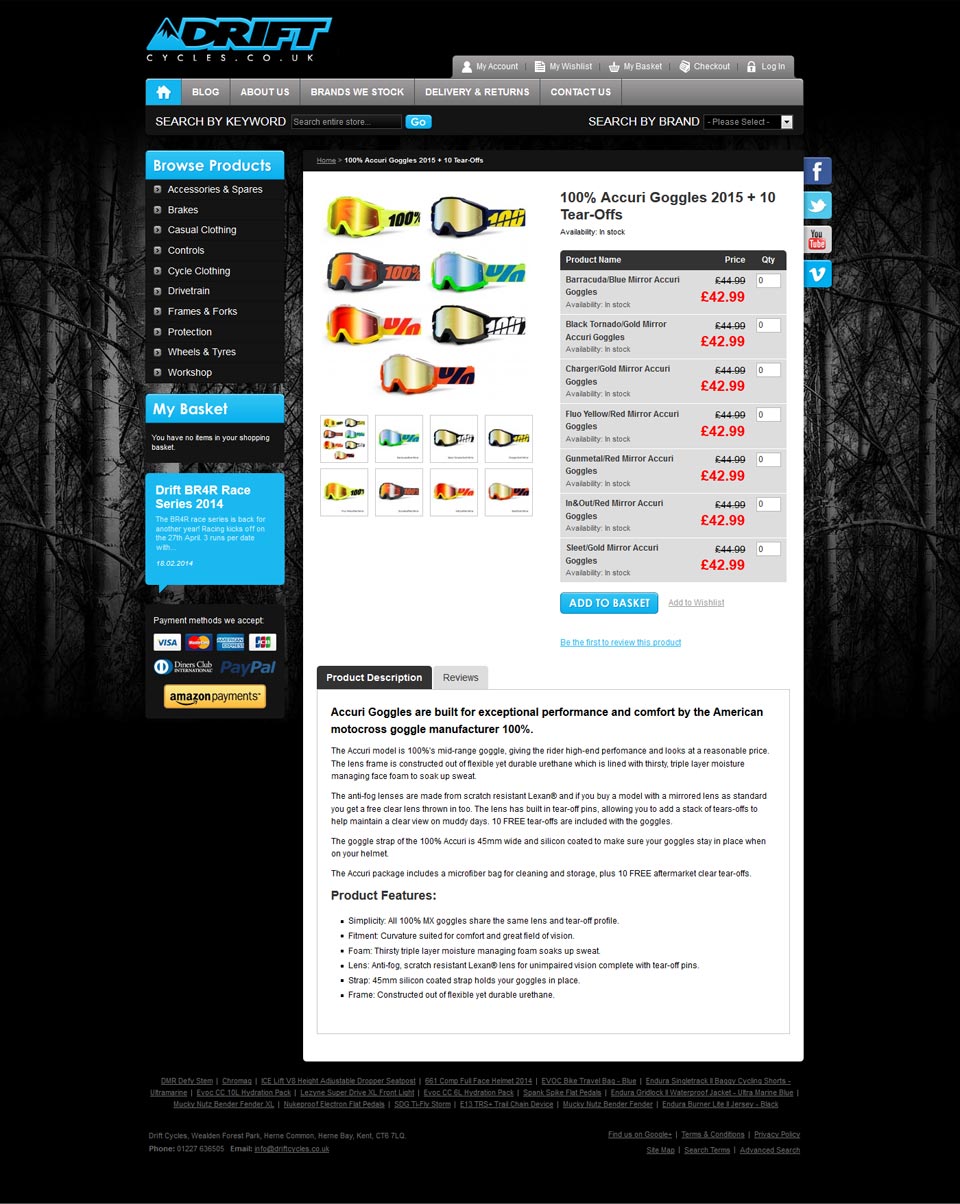 DRIFT
CYCLES.CO.UK
My Account | My Wishlist | My Basket | Checkout | Log In
BLOG ABOUT US BRANDS WE STOCK DELIVERY & RETURNS CONTACT US
SEARCH BY KEYWORD Search entire store... Go SEARCH BY BRAND - Please Select -
Browse Products
Accessories & Spares
Brakes
Casual Clothing
Controls
Cycle Clothing
Drivetrain
Frames & Forks
Protection
Wheels & Tyres
Workshop
My Basket
You have no items in your shopping
basket.
Drift BR4R Race
Series 2014
The BR4R race series is back for
another year! Racing kicks off on
the 27th April. 3 runs per date
with...
18.02.2014
Payment methods we accept:
VISA MasterCard AMERICAN EXPRESS JCB
Diners Club INTERNATIONAL PayPal
amazonpayments
Home > 100% Accuri Goggles 2015 + 10 Tear-Offs
100% Accuri Goggles 2015 + 10
Tear-Offs
Availability: In stock
Product Name Price Qty
Barracuda/Blue Mirror Accuri £44.99 0
Goggles £42.99
Availability: In stock
Black Tornado/Gold Mirror £44.99 0
Accuri Goggles £42.99
Availability: In stock
Charger/Gold Mirror Accuri £44.99 0
Goggles £42.99
Availability: In stock
Fluo Yellow/Red Mirror Accuri £44.99 0
Goggles £42.99
Availability: In stock
Gunmetal/Red Mirror Accuri £44.99 0
Goggles £42.99
Availability: In stock
In&Out/Red Mirror Accuri £44.99 0
Goggles £42.99
Availability: In stock
Sleet/Gold Mirror Accuri £44.99 0
Goggles £42.99
Availability: In stock
ADD TO BASKET Add to Wishlist
Be the first to review this product
You
Tube
Product Description Reviews
Accuri Goggles are built for exceptional performance and comfort by the American
motocross goggle manufacturer 100%.
The Accuri model is 100%'s mid-range goggle, giving the rider high-end perfomance and looks at a reasonable price.
The lens frame is constructed out of flexible yet durable urethane which is lined with thirsty, triple layer moisture
managing face foam to soak up sweat.
The anti-fog lenses are made from scratch resistant Lexan® and if you buy a model with a mirrored lens as standard
you get a free clear lens thrown in too. The lens has built in tear-off pins, allowing you to add a stack of tears-offs to
help maintain a clear view on muddy days. 10 FREE tear-offs are included with the goggles.
The goggle strap of the 100% Accuri is 45mm wide and silicon coated to make sure your goggles stay in place when
on your helmet.
The Accuri package includes a microfiber bag for cleaning and storage, plus 10 FREE aftermarket clear tear-offs.
Product Features:
Simplicity: All 100% MX goggles share the same lens and tear-off profile.
Fitment: Curvature suited for comfort and great field of vision.
Foam: Thirsty triple layer moisture managing foam soaks up sweat.
Lens: Anti-fog, scratch resistant Lexan® lens for unimpaired vision complete with tear-off pins.
Strap: 45mm silicon coated strap holds your goggles in place.
Frame: Constructed out of flexible yet durable urethane.
DMR Defy Stem | Chromag | ICE Lift V8 Height Adjustable Dropper Seatpost | 661 Comp Full Face Helmet 2014 | EVOC Bike Travel Bag - Blue | Endura Singletrack II Baggy Cycling Shorts -
Ultramarine | Evoc CC 10L Hydration Pack | Lezyne Super Drive XL Front Light | Evoc CC 6L Hydration Pack | Spank Spike Flat Pedals | Endura Gridlock II Waterproof Jacket - Ultra Marine Blue |
Mucky Nutz Bender Fender XL | Nukeproof Electron Flat Pedals | SDG Ti-Fly Storm | E13 TRS+ Trail Chain Device | Mucky Nutz Bender Fender | Endura Burner Lite II Jersey - Black
Drift Cycles, Wealden Forest Park, Herne Common, Herne Bay, Kent, CT6 7LQ.
Phone: 01227 636505 Email: info@driftcycles.co.uk
Find us on Google+ | Terms & Conditions | Privacy Policy
Site Map | Search Terms | Advanced Search